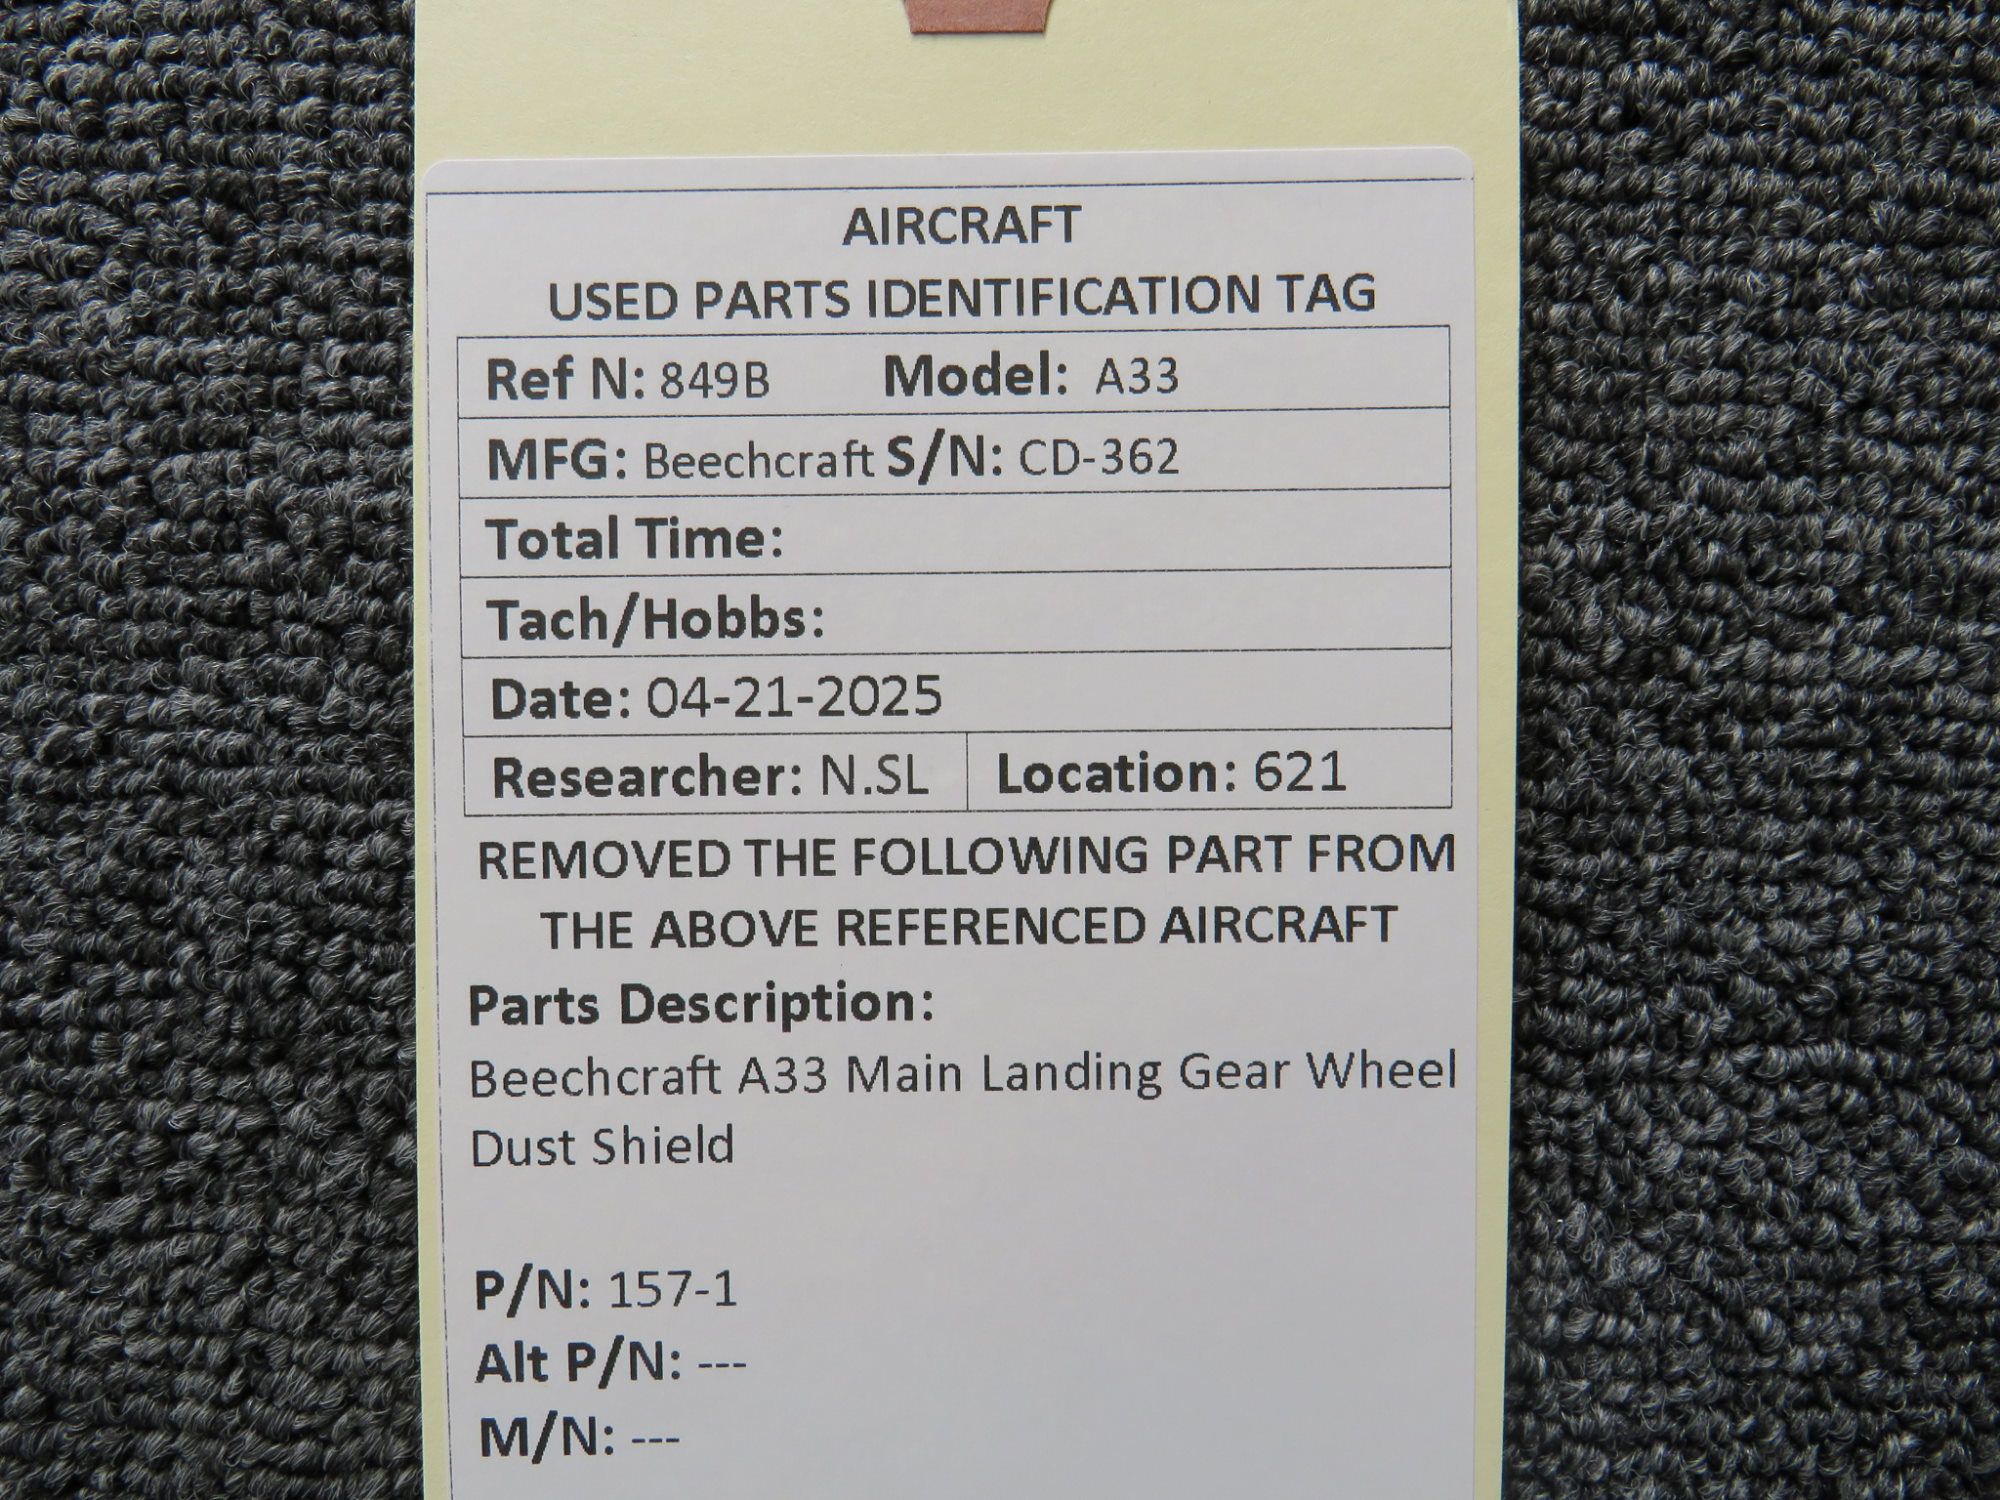 AIRCRAFT
USED PARTS IDENTIFICATION TAG
Ref N: 849B Model: A33
MFG: Beechcraft S/N: CD-362
Total Time:
Tach/Hobbs:
Date: 04-21-2025
Researcher: N.SL Location: 621
REMOVED THE FOLLOWING PART FROM
THE ABOVE REFERENCED AIRCRAFT
Parts Description:
Beechcraft A33 Main Landing Gear Wheel
Dust Shield
P/N: 157-1
Alt P/N: ---
M/N: ---